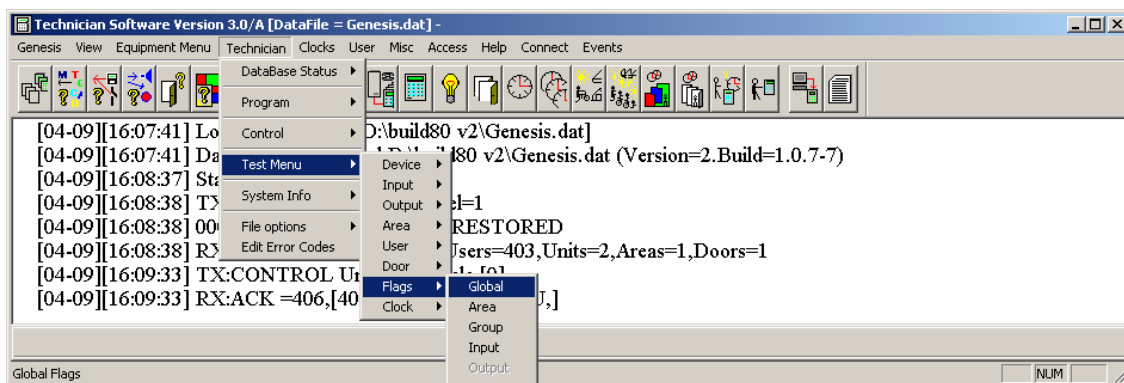 Technician Software Version 3.0/A [DataFile = Genesis.dat] -
Genesis View Equipment Menu Technician Clocks User Misc Access Help Connect Events
DataBase Status
Program
Control
Test Menu
System Info
File options
Edit Error Codes
Device
Input
Output
Area
User
Door
Flags
Clock
Global
Area
Group
Input
Output
[04-09][16:07:41] Lo D:\build80 v2\Genesis.dat]
[04-09][16:07:41] Da 80 v2\Genesis.dat (Version=2.Build=1.0.7-7)
[04-09][16:08:37] Sta
[04-09][16:08:38] TX el=1
[04-09][16:08:38] 00 RESTORED
[04-09][16:08:38] RX Users=403,Units=2,Areas=1,Doors=1
[04-09][16:09:33] TX:CONTROL Un
[04-09][16:09:33] RX:ACK =406,[40 U,]
Global Flags NUM